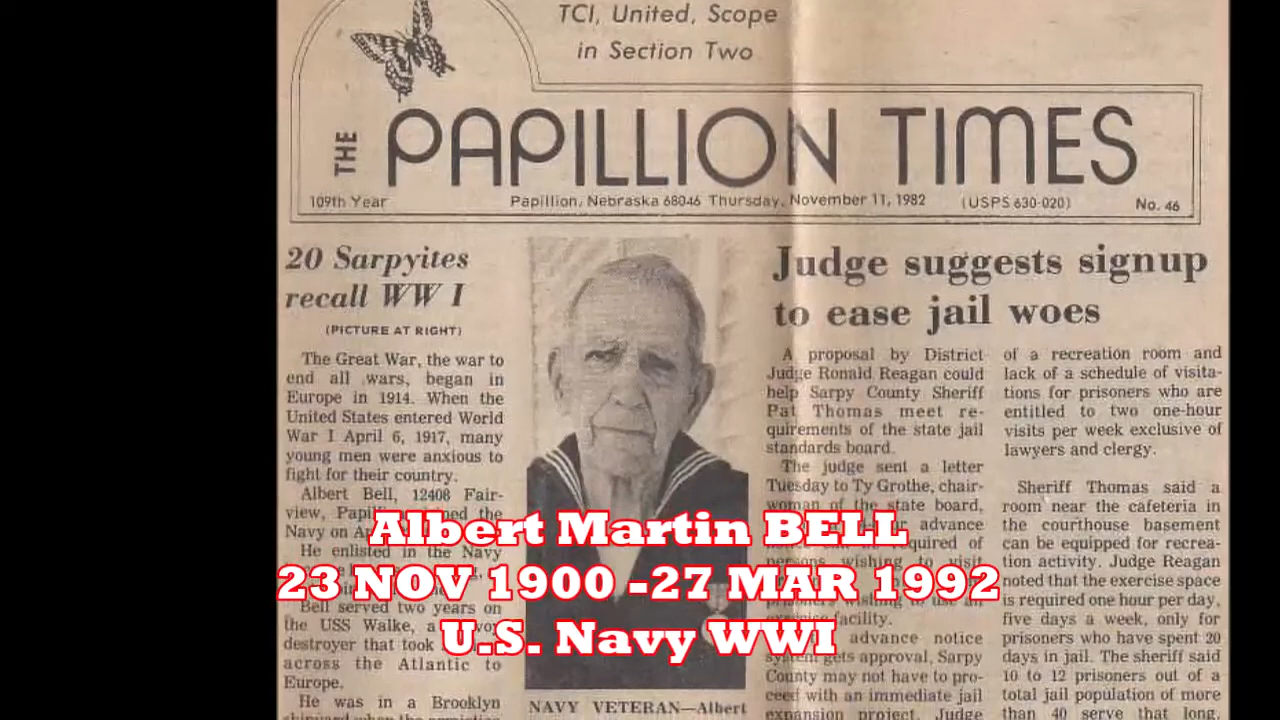 TCI, United, Scope
in Section Two
THE PAPILLION TIMES
109th Year Papillion, Nebraska 68046 Thursday, November 11, 1982 (USPS 630-020) No. 46
20 Sarpyites
recall WW I
(PICTURE AT RIGHT)
The Great War, the war to
end all wars, began in
Europe in 1914. When the
United States entered World
War I April 6, 1917, many
young men were anxious to
fight for their country.
Albert Bell, 12408 Fair-
view, the
Navy on
He enlisted in the Navy
Bell served two years on
the USS Walke, a
destroyer that took
across the Atlantic to
Europe.
He was in a Brooklyn
NAVY VETERAN—Albert
Judge suggests signup
to ease jail woes
A proposal by District
Judge Ronald Reagan could
help Sarpy County Sheriff
Pat Thomas meet re-
quirements of the state jail
standards board.
The judge sent a letter
Tuesday to Ty Grothe, chair-
woman of the state board,
advance
required of
persons wishing to visit
facility.
advance notice
system gets approval, Sarpy
County may not have to pro-
ceed with an immediate jail
expansion project. Judge
of a recreation room and
lack of a schedule of visita-
tions for prisoners who are
entitled to two one-hour
visits per week exclusive of
lawyers and clergy.
Sheriff Thomas said a
room near the cafeteria in
the courthouse basement
can be equipped for recrea-
tion activity. Judge Reagan
noted that the exercise space
is required one hour per day,
five days a week, only for
prisoners who have spent 20
days in jail. The sheriff said
10 to 12 prisoners out of a
total jail population of more
than 40 serve that long.
Albert Martin BELL
23 NOV 1900 -27 MAR 1992
U.S. Navy WWI